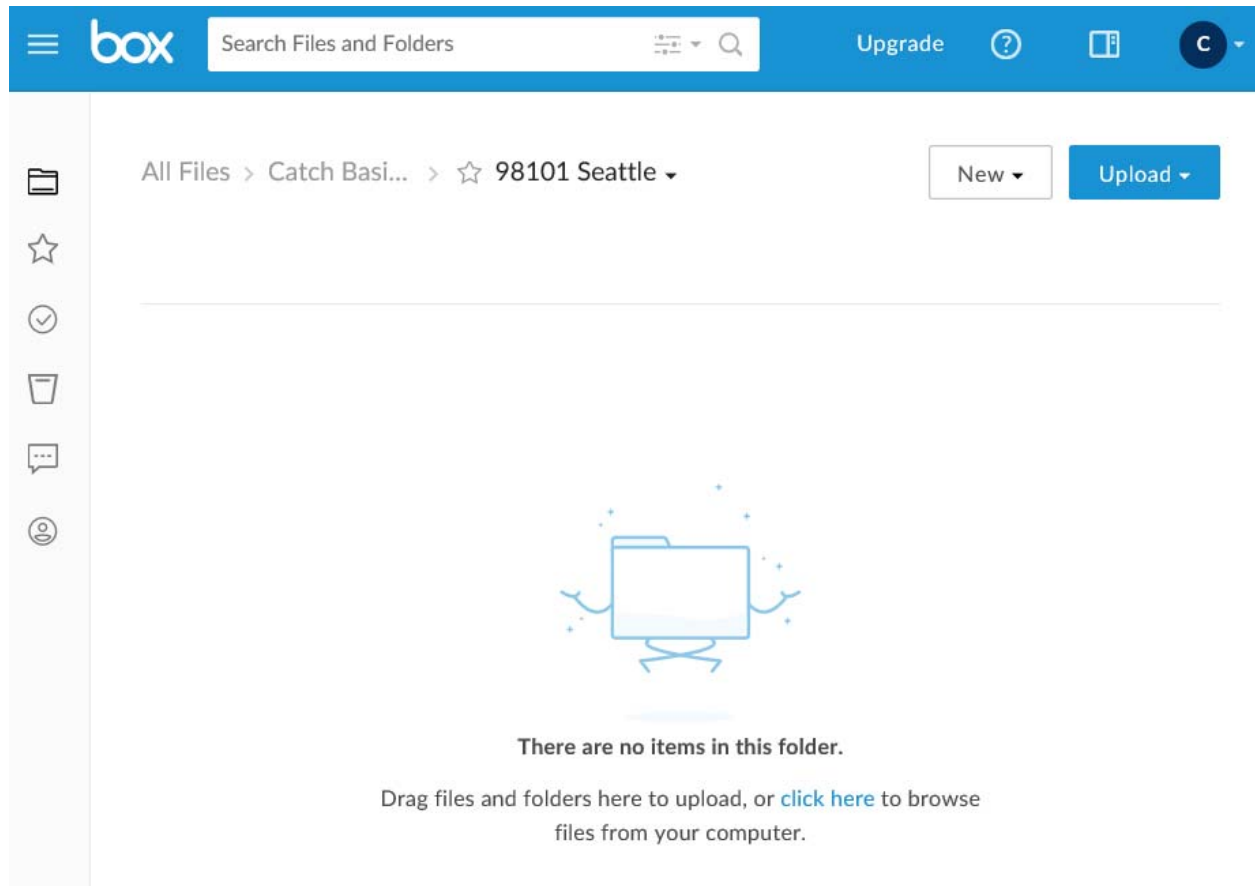 box Search Files and Folders Upgrade ? C
All Files > Catch Basi... > 98101 Seattle New Upload
There are no items in this folder.
Drag files and folders here to upload, or click here to browse
files from your computer.